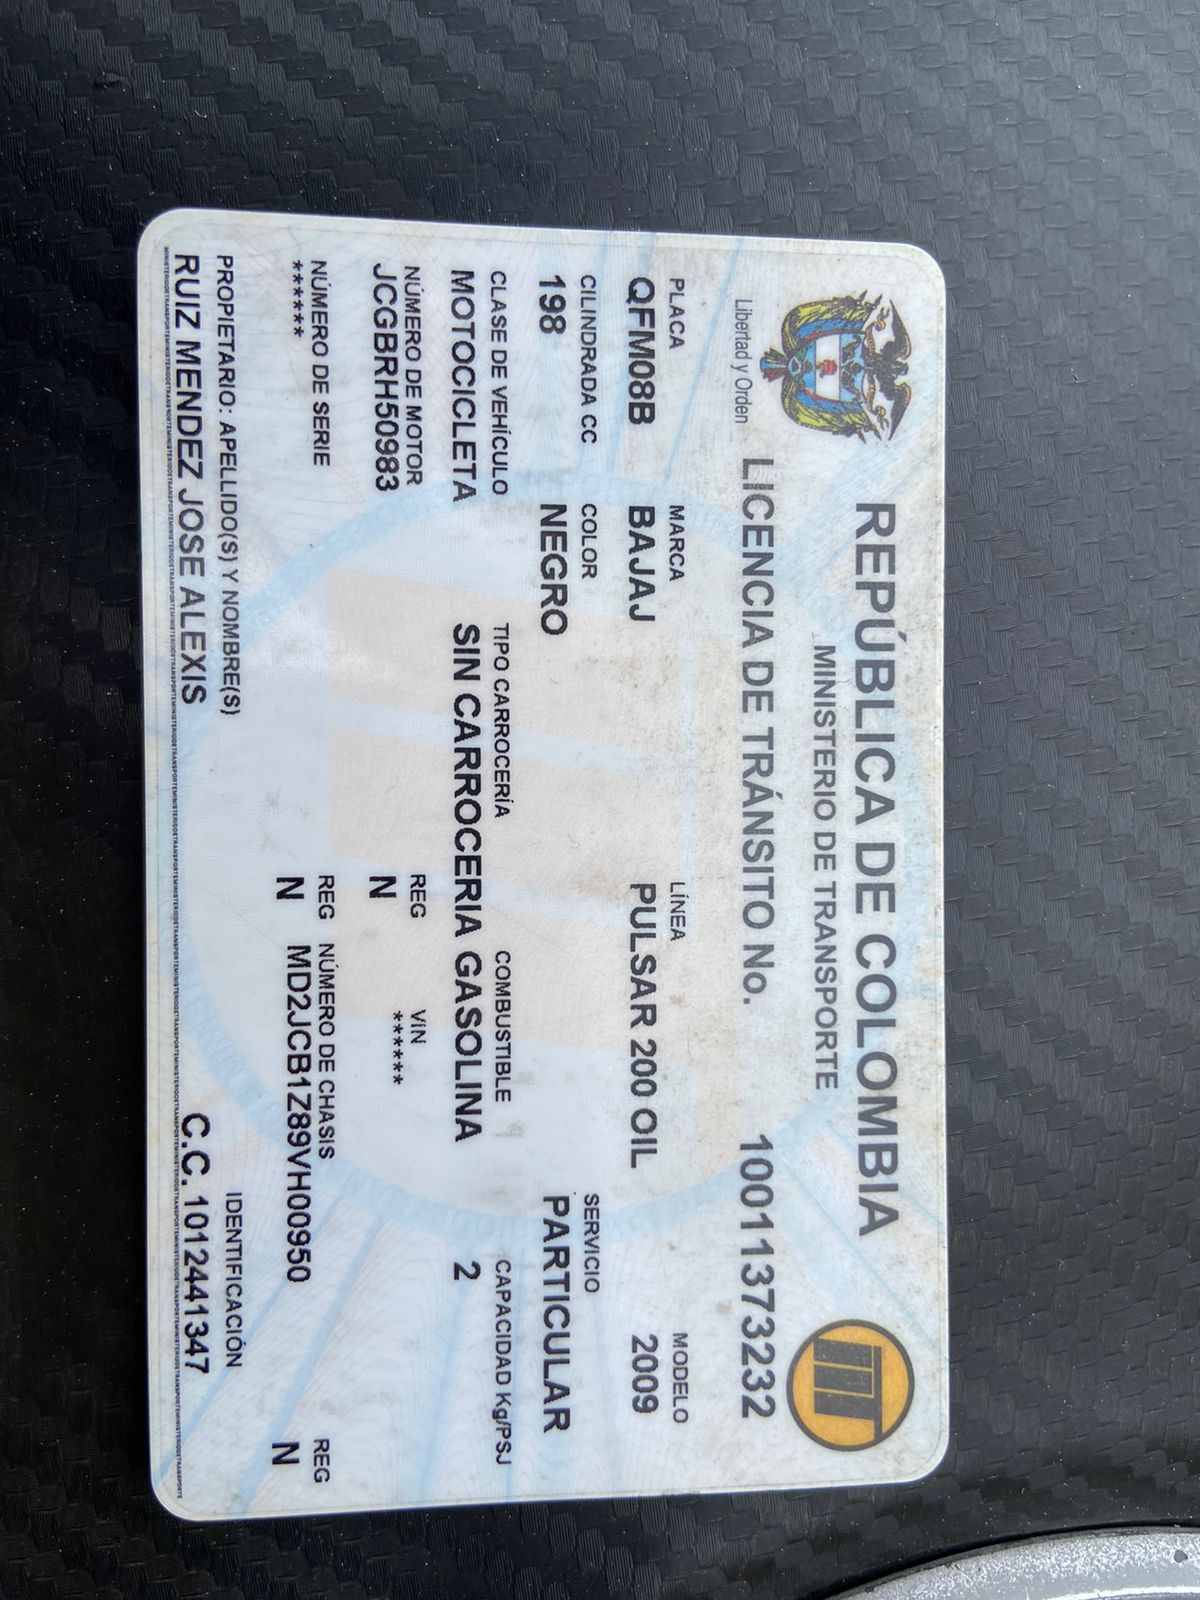 REPÚBLICA DE COLOMBIA
MINISTERIO DE TRANSPORTE
Libertad y Orden
LICENCIA DE TRÁNSITO No. 10011373232
PLACA MARCA LÍNEA MODELO
QFM08B BAJAJ PULSAR 200 OIL 2009
CILINDRADA CC COLOR SERVICIO
198 NEGRO PARTICULAR
CLASE DE VEHÍCULO TIPO CARROCERÍA COMBUSTIBLE CAPACIDAD Kg/PSJ
MOTOCICLETA SIN CARROCERIA GASOLINA 2
NÚMERO DE MOTOR REG VIN
JCGBRH50983 N ******
NÚMERO DE SERIE REG NÚMERO DE CHASIS REG
****** N MD2JCB1Z89VH00950 N
PROPIETARIO: APELLIDO(S) Y NOMBRE(S) IDENTIFICACIÓN
RUIZ MENDEZ JOSE ALEXIS C.C. 1012441347